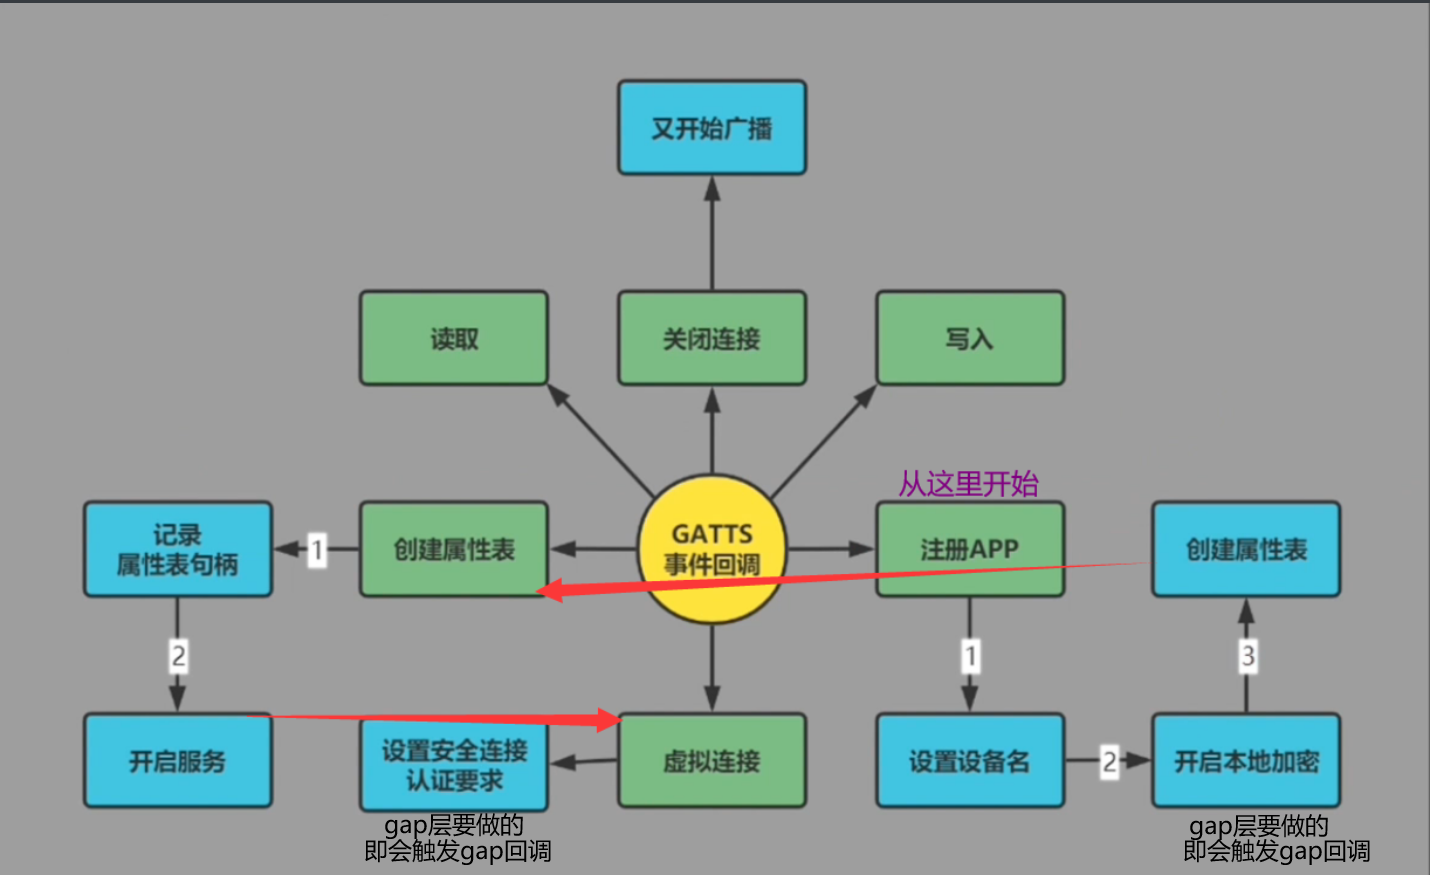 又开始广播
读取
关闭连接
写入
从这里开始
记录
属性表句柄
1
创建属性表
GATTS
事件回调
注册APP
创建属性表
2
1
3
开启服务
设置安全连接
认证要求
虚拟连接
设置设备名
2
开启本地加密
gap层要做的
即会触发gap回调
gap层要做的
即会触发gap回调